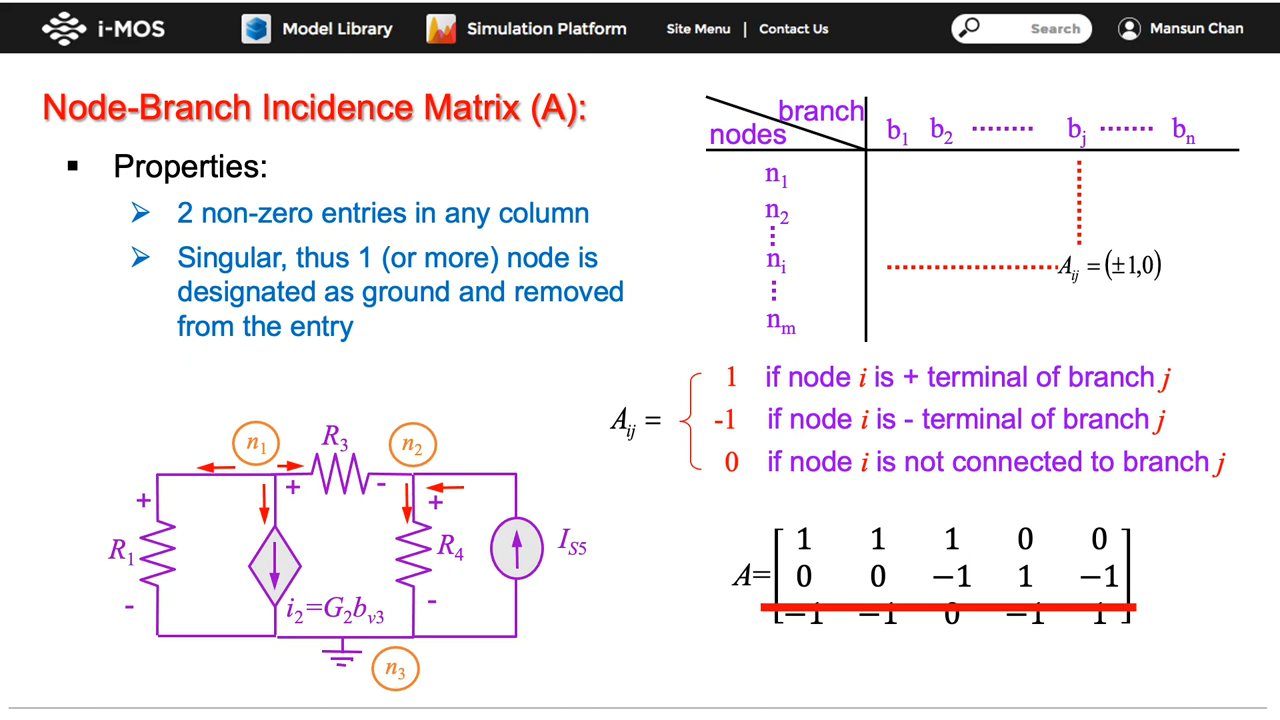 i-MOS Model Library Simulation Platform Site Menu | Contact Us Search Mansun Chan
Node-Branch Incidence Matrix (A):
▪ Properties:
➢ 2 non-zero entries in any column
➢ Singular, thus 1 (or more) node is
designated as ground and removed
from the entry
branch
nodes
b1 b2 ········ bj ······· bn
n1
n2
⋮
ni
⋮
nm
Aij = (±1,0)
Aij = {
1 if node i is + terminal of branch j
-1 if node i is - terminal of branch j
0 if node i is not connected to branch j
n1 R3 n2
+ + - +
R1 R4 IS5
- i2=G2bv3 -
n3
A=[
1 1 1 0 0
0 0 −1 1 −1
−1 −1 0 −1 1
]